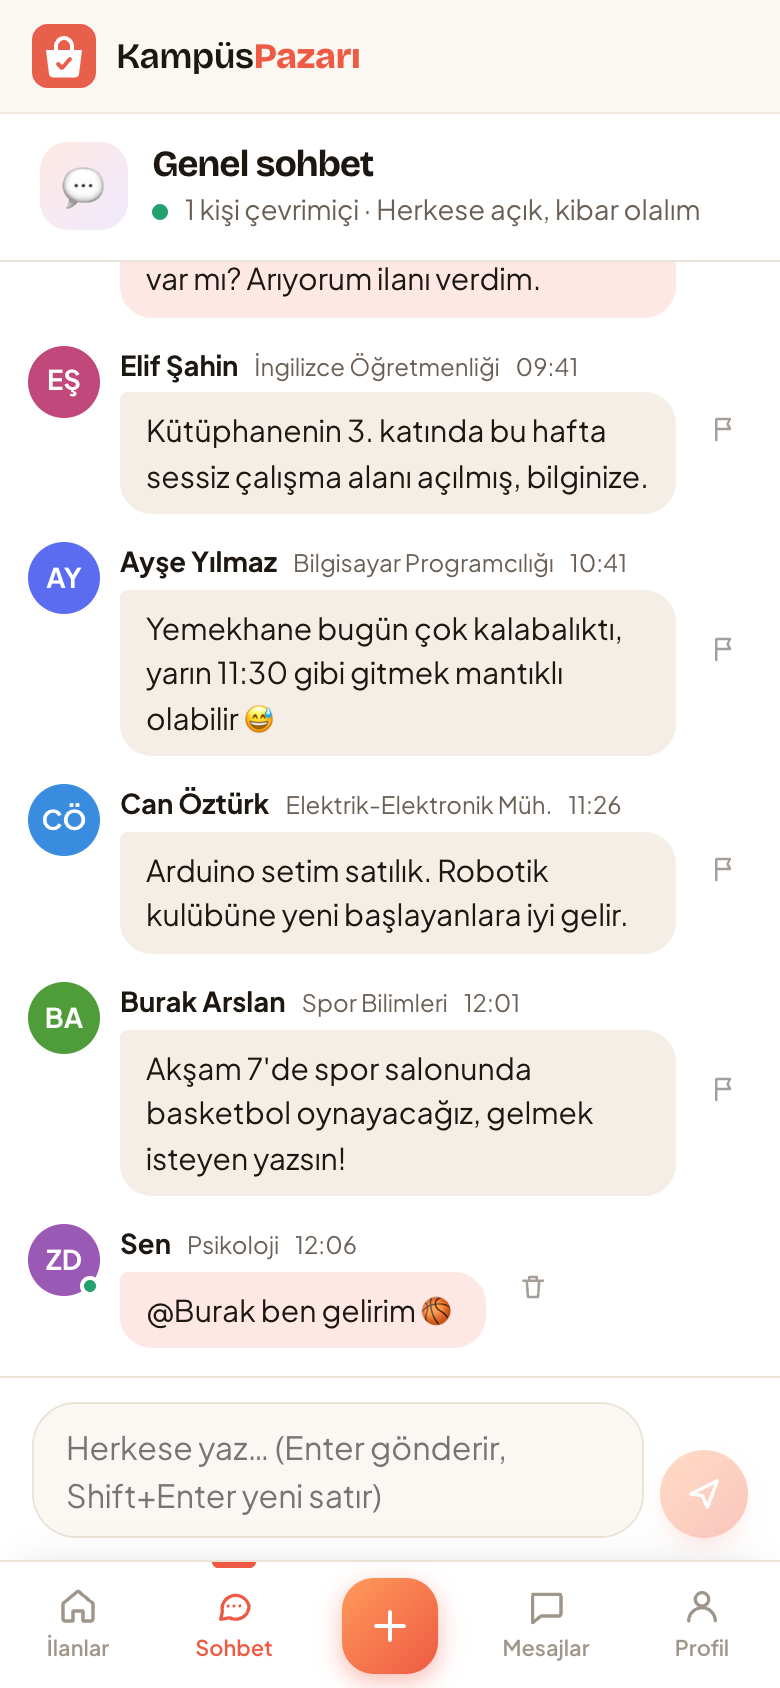 KampüsPazarı
Genel sohbet
1 kişi çevrimiçi · Herkese açık, kibar olalım
var mı? Arıyorum ilanı verdim.
EŞ
Elif Şahin İngilizce Öğretmenliği 09:41
Kütüphanenin 3. katında bu hafta
sessiz çalışma alanı açılmış, bilginize.
AY
Ayşe Yılmaz Bilgisayar Programcılığı 10:41
Yemekhane bugün çok kalabalıktı,
yarın 11:30 gibi gitmek mantıklı
olabilir 😅
CÖ
Can Öztürk Elektrik-Elektronik Müh. 11:26
Arduino setim satılık. Robotik
kulübüne yeni başlayanlara iyi gelir.
BA
Burak Arslan Spor Bilimleri 12:01
Akşam 7'de spor salonunda
basketbol oynayacağız, gelmek
isteyen yazsın!
ZD
Sen Psikoloji 12:06
@Burak ben gelirim 🏀
Herkese yaz... (Enter gönderir,
Shift+Enter yeni satır)
İlanlar Sohbet Mesajlar Profil